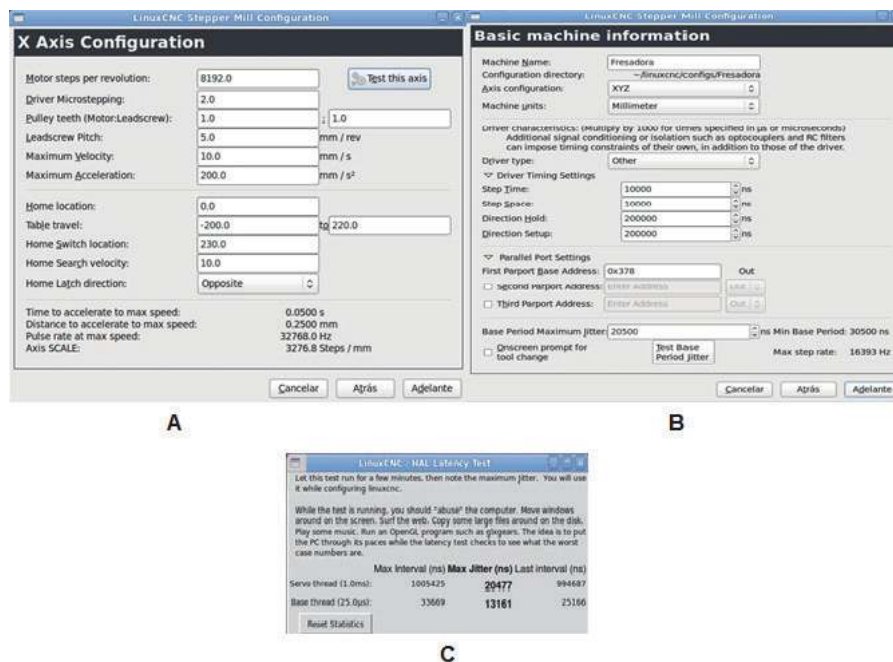 LinuxCNC Stepper Mill Configuration
X Axis Configuration
Motor steps per revolution: 8192.0 Test this axis
Driver Microstepping: 2.0
Pulley teeth (Motor:Leadscrew): 1.0 : 1.0
Leadscrew Pitch: 5.0 mm / rev
Maximum Velocity: 10.0 mm / s
Maximum Acceleration: 200.0 mm / s²
Home location: 0.0
Table travel: -200.0 to 220.0
Home Switch location: 230.0
Home Search velocity: 10.0
Home Latch direction: Opposite
Time to accelerate to max speed: 0.0500 s
Distance to accelerate to max speed: 0.2500 mm
Pulse rate at max speed: 32768.0 Hz
Axis SCALE: 3276.8 Steps / mm
Cancelar Atrás Adelante
A
LinuxCNC Stepper Mill Configuration
Basic machine information
Machine Name: Fresadora
Configuration directory: ~/linuxcnc/configs/Fresadora
Axis configuration: XYZ
Machine units: Millimeter
Driver characteristics: (Multiply by 1000 for times specified in µs or microseconds)
Additional signal conditioning or isolation such as optocouplers and RC filters
can impose timing constraints of their own, in addition to those of the driver.
Driver type: Other
Driver Timing Settings
Step Time: 10000 ns
Step Space: 10000 ns
Direction Hold: 200000 ns
Direction Setup: 200000 ns
Parallel Port Settings
First Parport Base Address: 0x378 Out
Second Parport Address: Enter Address Out
Third Parport Address: Enter Address Out
Base Period Maximum Jitter: 20500 ns Min Base Period: 30500 ns
Onscreen prompt for tool change Test Base Period Jitter Max step rate: 16393 Hz
Cancelar Atrás Adelante
B
LinuxCNC / HAL Latency Test
Let this test run for a few minutes, then note the maximum Jitter. You will use
it while configuring linuxcnc.
While the test is running, you should "abuse" the computer. Move windows
around on the screen. Surf the web. Copy some large files around on the disk.
Play some music. Run an OpenGL program such as glxgears. The idea is to put
the PC through its paces while the latency test checks to see what the worst
case numbers are.
Max Interval (ns) Max Jitter (ns) Last interval (ns)
Servo thread (1.0ms): 1005425 20477 994687
Base thread (25.0µs): 33669 13161 25166
Reset Statistics
C